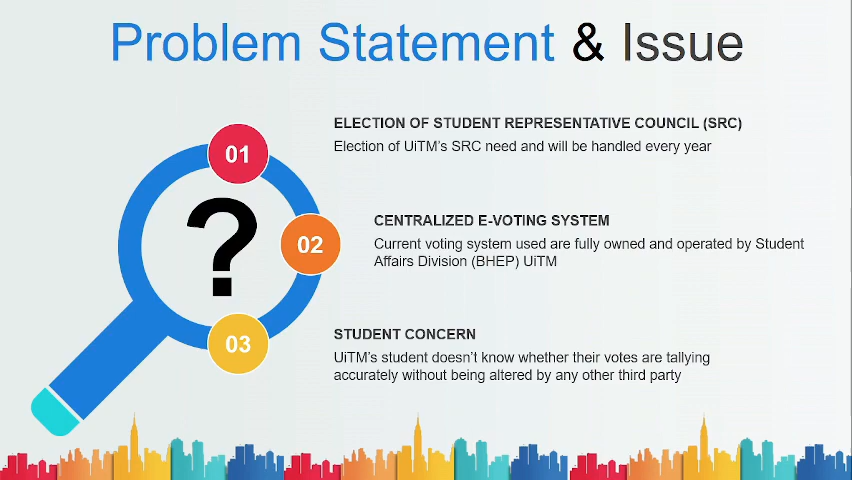 Problem Statement & Issue
01
ELECTION OF STUDENT REPRESENTATIVE COUNCIL (SRC)
Election of UiTM's SRC need and will be handled every year
?
02
CENTRALIZED E-VOTING SYSTEM
Current voting system used are fully owned and operated by Student
Affairs Division (BHEP) UiTM
03
STUDENT CONCERN
UiTM's student doesn't know whether their votes are tallying
accurately without being altered by any other third party